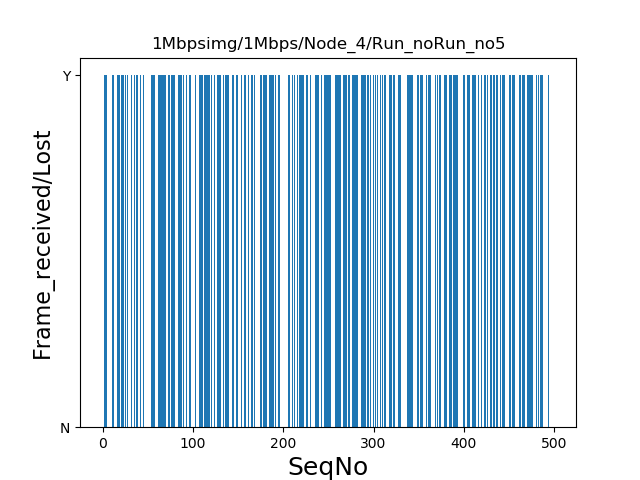 1Mbpsimg/1Mbps/Node_4/Run_noRun_no5
Y
Frame_received/Lost
N
0 100 200 300 400 500
SeqNo